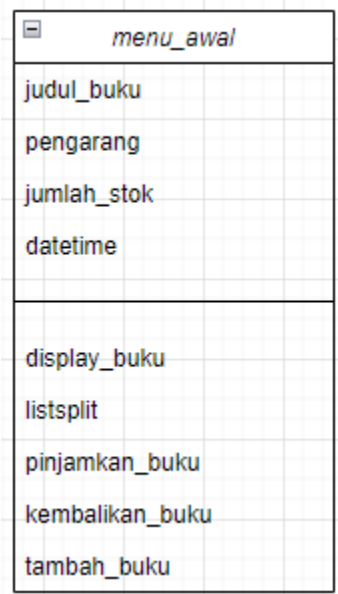 menu_awal
judul_buku
pengarang
jumlah_stok
datetime
display_buku
listsplit
pinjamkan_buku
kembalikan_buku
tambah_buku